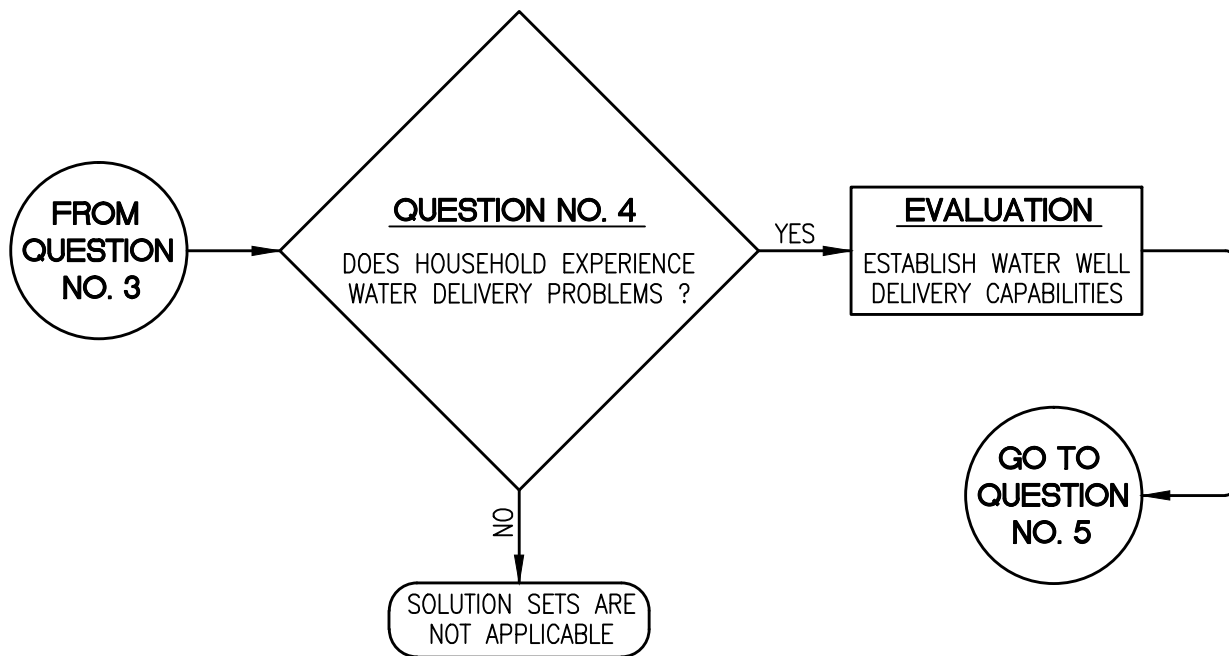 FROM
QUESTION
NO. 3
QUESTION NO. 4
DOES HOUSEHOLD EXPERIENCE
WATER DELIVERY PROBLEMS ?
YES
EVALUATION
ESTABLISH WATER WELL
DELIVERY CAPABILITIES
GO TO
QUESTION
NO. 5
NO
SOLUTION SETS ARE
NOT APPLICABLE